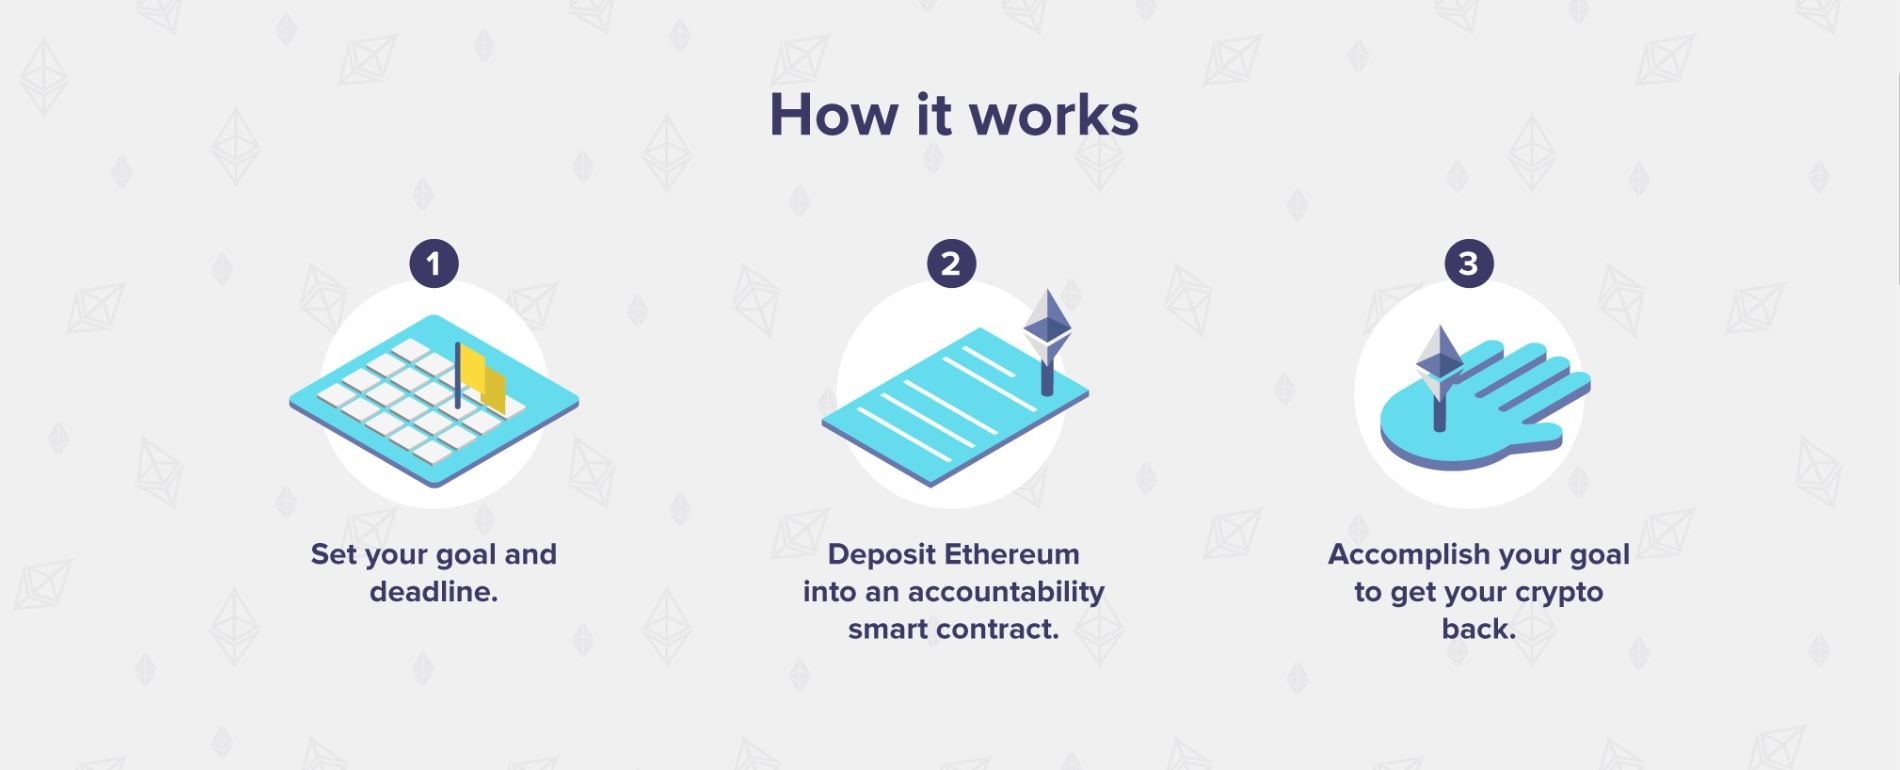 How it works
1
Set your goal and
deadline.
2
Deposit Ethereum
into an accountability
smart contract.
3
Accomplish your goal
to get your crypto
back.